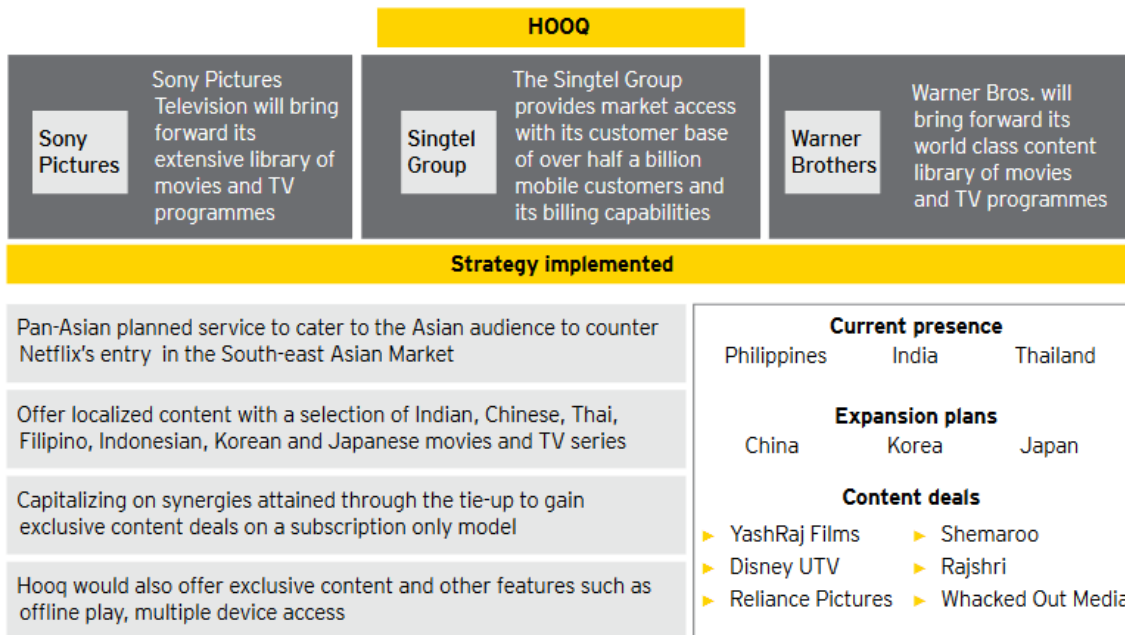 HOOQ
Sony
Pictures
Sony Pictures
Television will bring
forward its
extensive library of
movies and TV
programmes
Singtel
Group
The Singtel Group
provides market access
with its customer base
of over half a billion
mobile customers and
its billing capabilities
Warner
Brothers
Warner Bros. will
bring forward its
world class content
library of movies
and TV programmes
Strategy implemented
Pan-Asian planned service to cater to the Asian audience to counter
Netflix's entry in the South-east Asian Market
Offer localized content with a selection of Indian, Chinese, Thai,
Filipino, Indonesian, Korean and Japanese movies and TV series
Capitalizing on synergies attained through the tie-up to gain
exclusive content deals on a subscription only model
Hooq would also offer exclusive content and other features such as
offline play, multiple device access
Current presence
Philippines India Thailand
Expansion plans
China Korea Japan
Content deals
► YashRaj Films ► Shemaroo
► Disney UTV ► Rajshri
► Reliance Pictures ► Whacked Out Media